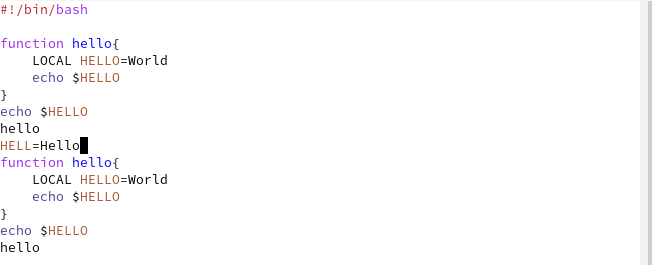 #!/bin/bash

function hello{
    LOCAL HELLO=World
    echo $HELLO
}
echo $HELLO
hello
HELL=Hello
function hello{
    LOCAL HELLO=World
    echo $HELLO
}
echo $HELLO
hello